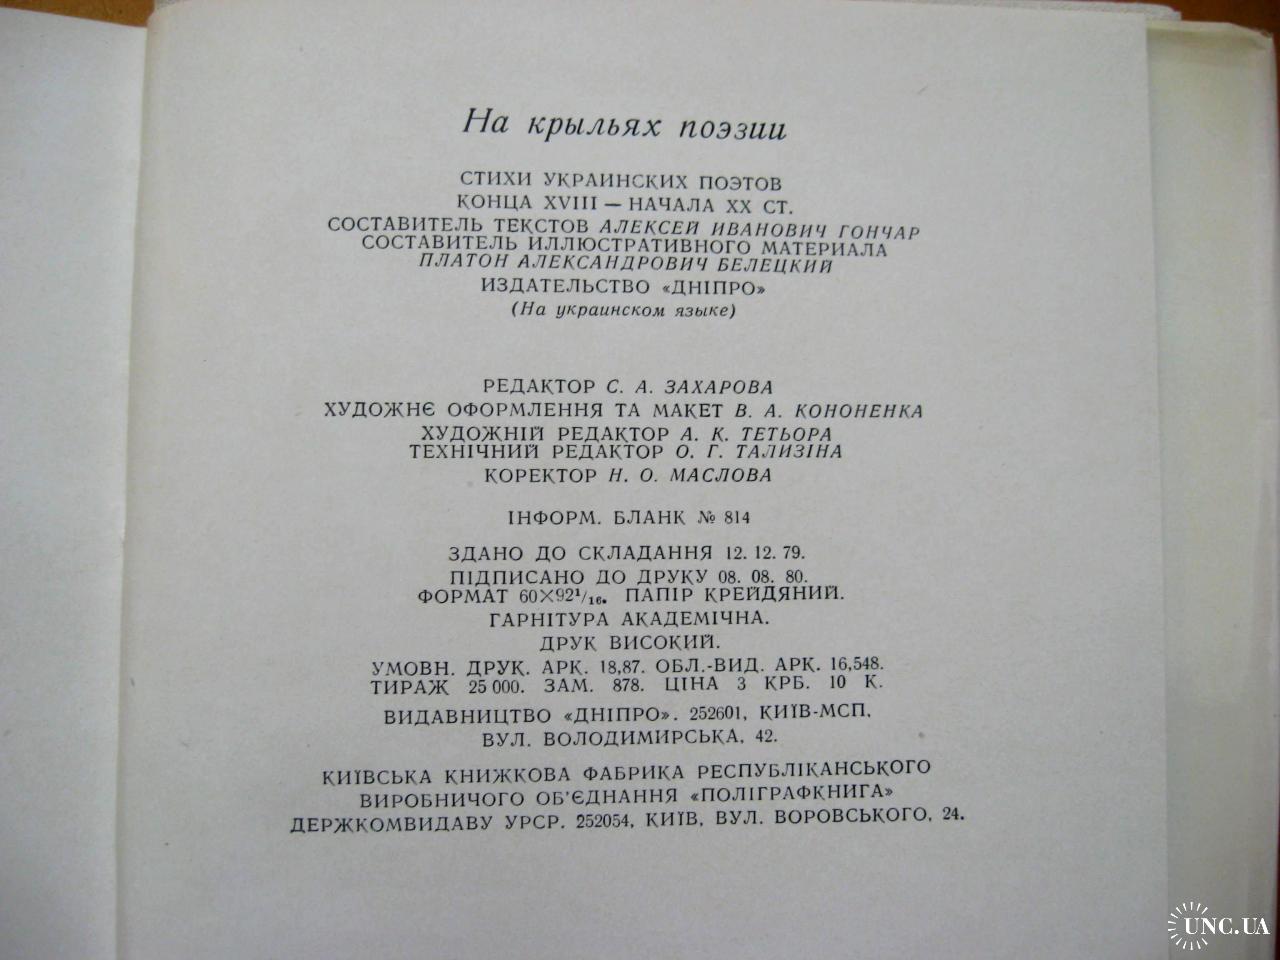 На крыльях поэзии
СТИХИ УКРАИНСКИХ ПОЭТОВ
КОНЦА XVIII — НАЧАЛА XX СТ.
СОСТАВИТЕЛЬ ТЕКСТОВ АЛЕКСЕЙ ИВАНОВИЧ ГОНЧАР
СОСТАВИТЕЛЬ ИЛЛЮСТРАТИВНОГО МАТЕРИАЛА
ПЛАТОН АЛЕКСАНДРОВИЧ БЕЛЕЦКИЙ
ИЗДАТЕЛЬСТВО «ДНІПРО»
(На украинском языке)
РЕДАКТОР С. А. ЗАХАРОВА
ХУДОЖНЄ ОФОРМЛЕННЯ ТА МАКЕТ В. А. КОНОНЕНКА
ХУДОЖНІЙ РЕДАКТОР А. К. ТЕТЬОРА
ТЕХНІЧНИЙ РЕДАКТОР О. Г. ТАЛИЗІНА
КОРЕКТОР Н. О. МАСЛОВА
ІНФОРМ. БЛАНК № 814
ЗДАНО ДО СКЛАДАННЯ 12. 12. 79.
ПІДПИСАНО ДО ДРУКУ 08. 08. 80.
ФОРМАТ 60×92¹/₁₆. ПАПІР КРЕЙДЯНИЙ.
ГАРНІТУРА АКАДЕМІЧНА.
ДРУК ВИСОКИЙ.
УМОВН. ДРУК. АРК. 18,87. ОБЛ.-ВИД. АРК. 16,548.
ТИРАЖ 25 000. ЗАМ. 878. ЦІНА 3 КРБ. 10 К.
ВИДАВНИЦТВО «ДНІПРО». 252601, КИЇВ-МСП,
ВУЛ. ВОЛОДИМИРСЬКА, 42.
КИЇВСЬКА КНИЖКОВА ФАБРИКА РЕСПУБЛІКАНСЬКОГО
ВИРОБНИЧОГО ОБ'ЄДНАННЯ «ПОЛІГРАФКНИГА»
ДЕРЖКОМВИДАВУ УРСР. 252054, КИЇВ, ВУЛ. ВОРОВСЬКОГО, 24.
UNC.UA